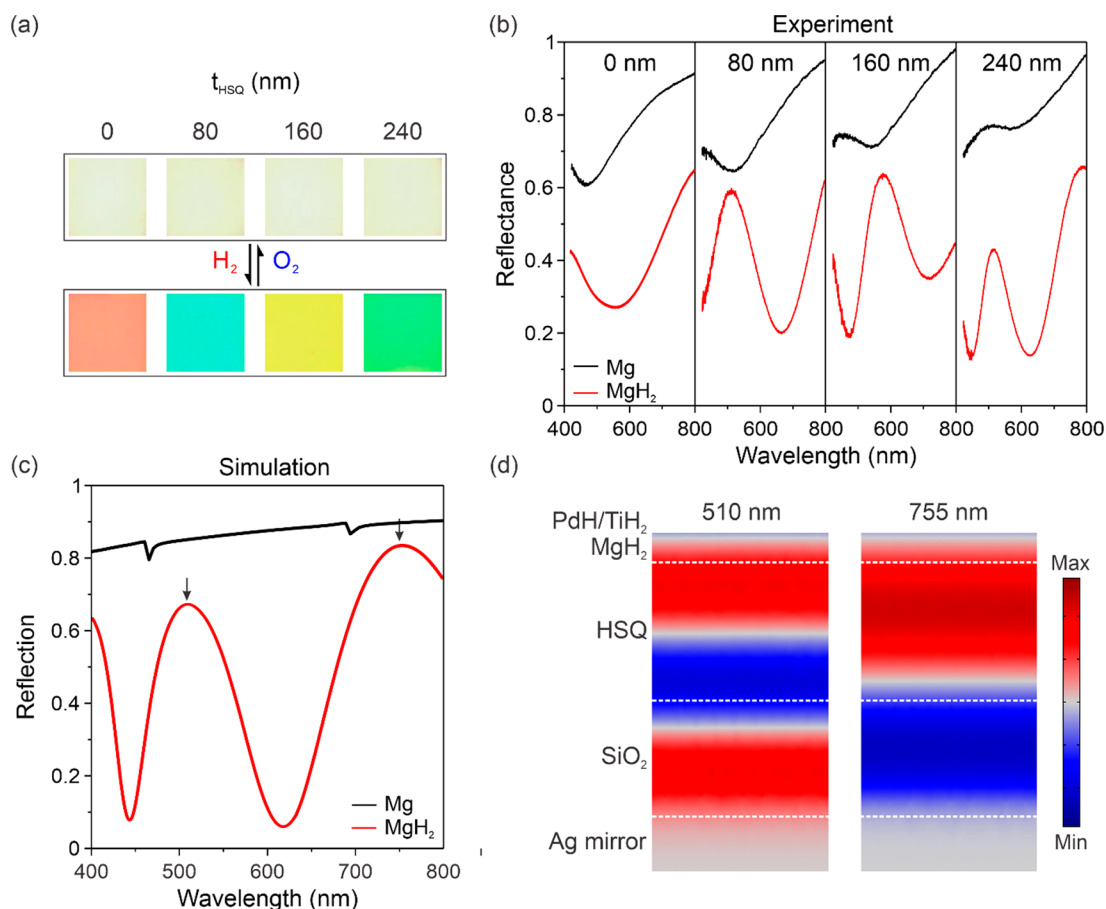 (a)
t_HSQ (nm)
0 80 160 240
H₂ O₂
(b)
Experiment
0 nm 80 nm 160 nm 240 nm
Reflectance
1
0.8
0.6
0.4
0.2
0
Mg
MgH₂
400 600 800 600 800 600 800 600 800
Wavelength (nm)
(c)
Simulation
Reflection
1
0.8
0.6
0.4
0.2
0
Mg
MgH₂
400 500 600 700 800
Wavelength (nm)
(d)
510 nm 755 nm
PdH/TiH₂
MgH₂
HSQ
SiO₂
Ag mirror
Max
Min